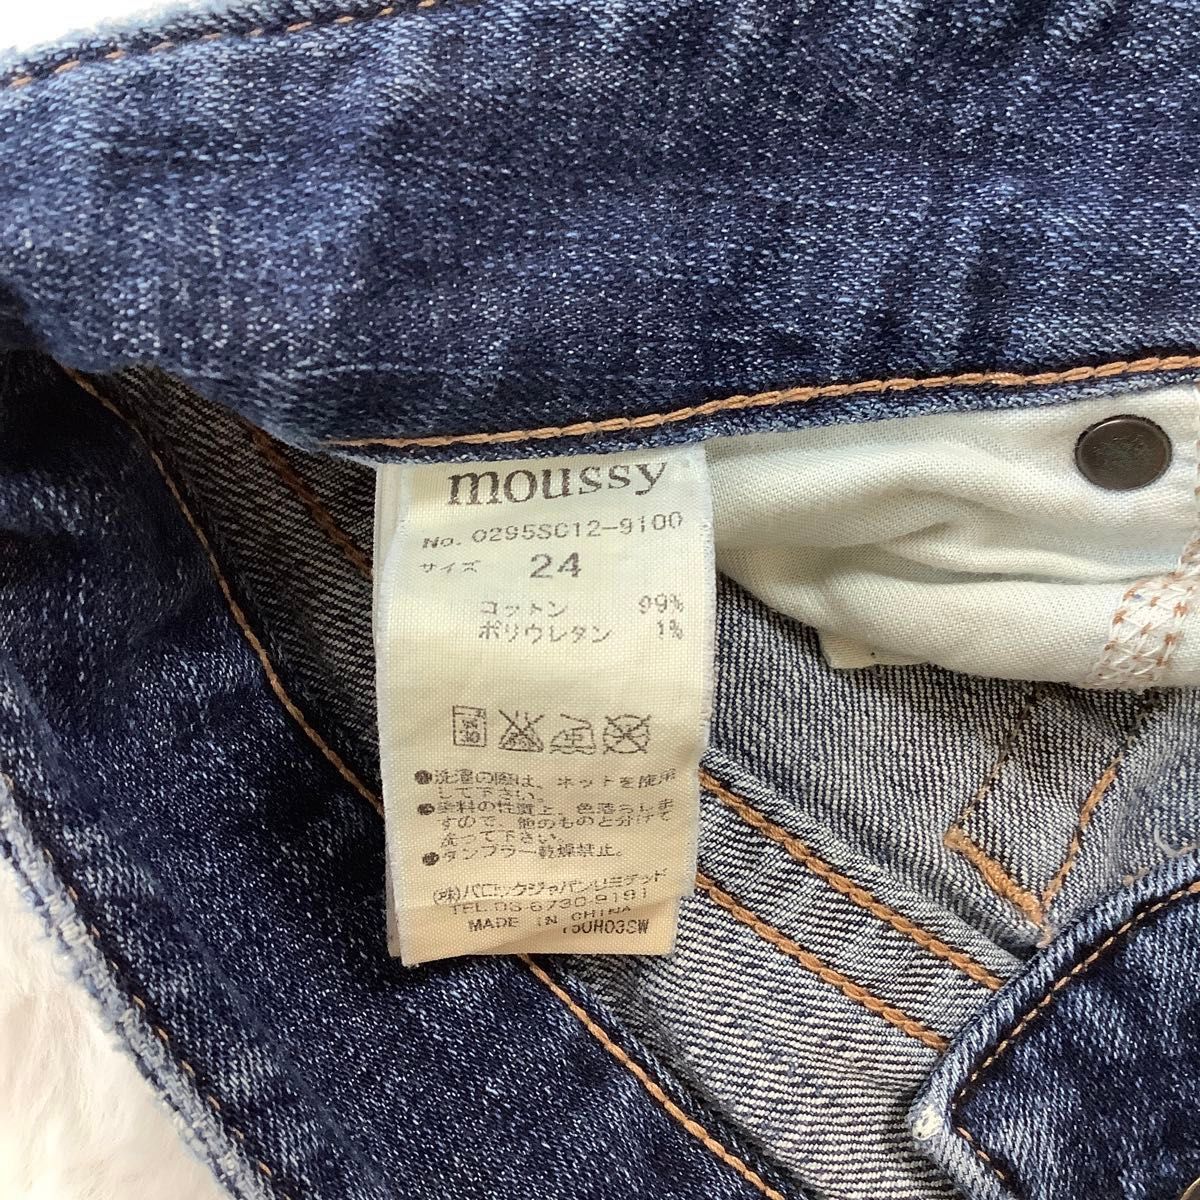 moussy
No. 0295SC12-9100
サイズ 24
コットン 99%
ポリウレタン 1%
●洗濯の際は、ネットを使用
して下さい。
●染料の性質上、色落ちしま
すので、他のものと分けて
洗って下さい。
●タンブラー乾燥禁止。
(株)バロックジャパンリミテッド
TEL.03-6730-9191
MADE IN CHINA